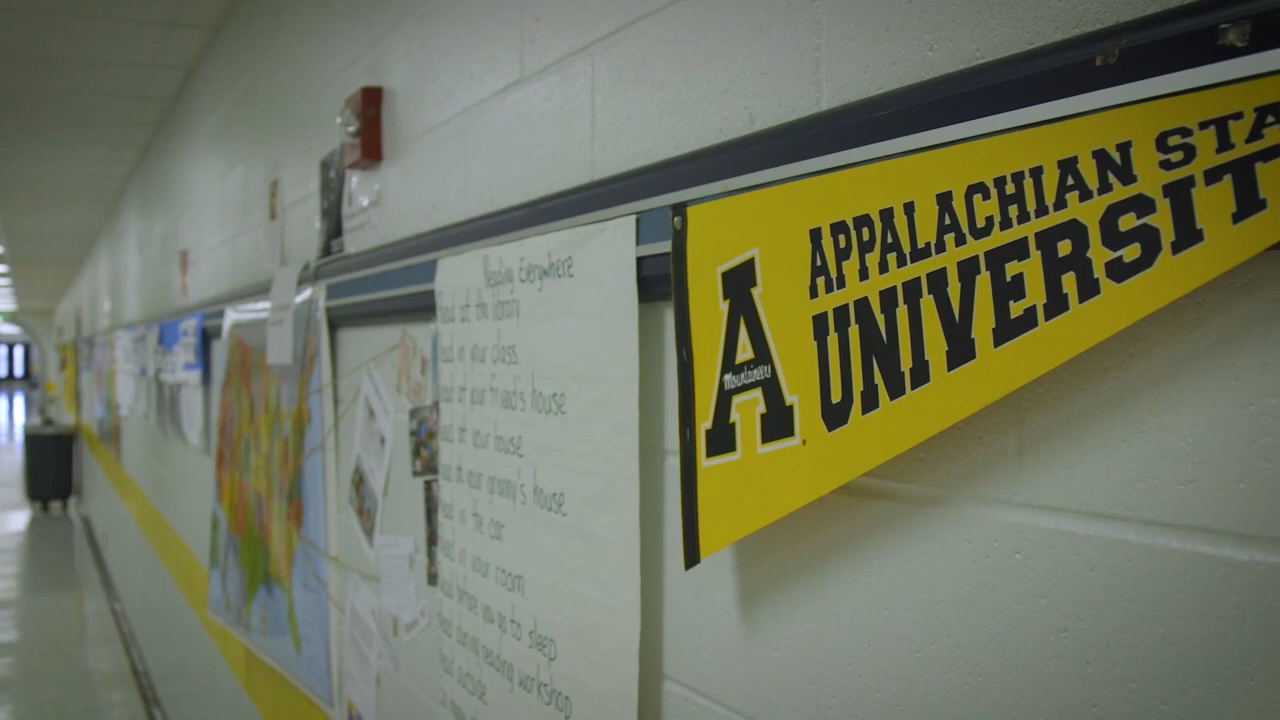 Reading Everywhere
Read at the library
Read in your class.
Read at your friend's house
Read at your house
Read at your granny's house
Read in the car
Read in your room
Read before you go to sleep
Read during reading workshop
Read outside
APPALACHIAN STA
UNIVERSIT
A
Mountaineers